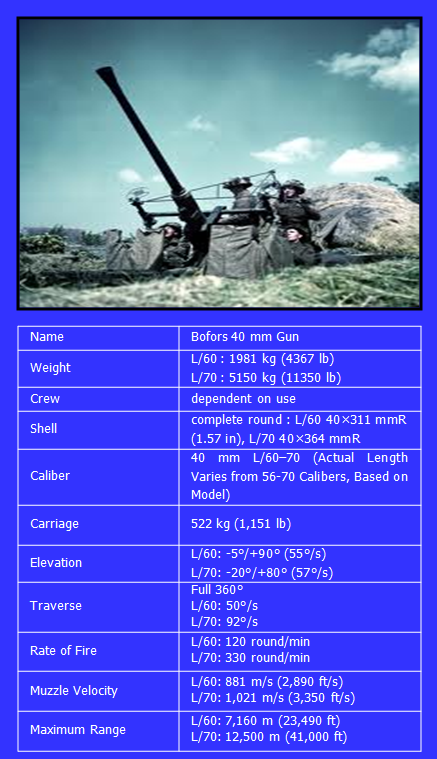 Name
Bofors 40 mm Gun
Weight
L/60 : 1981 kg (4367 lb)
L/70 : 5150 kg (11350 lb)
Crew
dependent on use
Shell
complete round : L/60 40×311 mmR
(1.57 in), L/70 40×364 mmR
Caliber
40 mm L/60–70 (Actual Length
Varies from 56-70 Calibers, Based on
Model)
Carriage
522 kg (1,151 lb)
Elevation
L/60: -5°/+90° (55°/s)
L/70: -20°/+80° (57°/s)
Traverse
Full 360°
L/60: 50°/s
L/70: 92°/s
Rate of Fire
L/60: 120 round/min
L/70: 330 round/min
Muzzle Velocity
L/60: 881 m/s (2,890 ft/s)
L/70: 1,021 m/s (3,350 ft/s)
Maximum Range
L/60: 7,160 m (23,490 ft)
L/70: 12,500 m (41,000 ft)